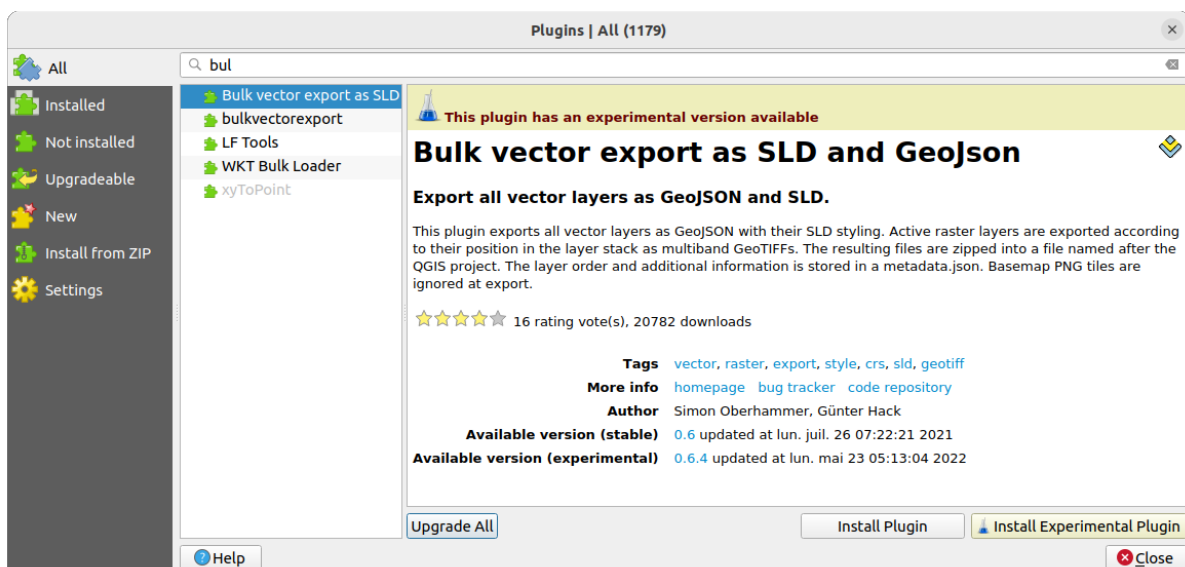 Plugins | All (1179)
All
Installed
Not installed
Upgradeable
New
Install from ZIP
Settings
bul
Bulk vector export as SLD
bulkvectorexport
LF Tools
WKT Bulk Loader
xyToPoint
This plugin has an experimental version available
Bulk vector export as SLD and GeoJson
Export all vector layers as GeoJSON and SLD.
This plugin exports all vector layers as GeoJSON with their SLD styling. Active raster layers are exported according
to their position in the layer stack as multiband GeoTIFFs. The resulting files are zipped into a file named after the
QGIS project. The layer order and additional information is stored in a metadata.json. Basemap PNG tiles are
ignored at export.
16 rating vote(s), 20782 downloads
Tags vector, raster, export, style, crs, sld, geotiff
More info homepage bug tracker code repository
Author Simon Oberhammer, Günter Hack
Available version (stable) 0.6 updated at lun. juil. 26 07:22:21 2021
Available version (experimental) 0.6.4 updated at lun. mai 23 05:13:04 2022
Upgrade All
Install Plugin
Install Experimental Plugin
Help
Close